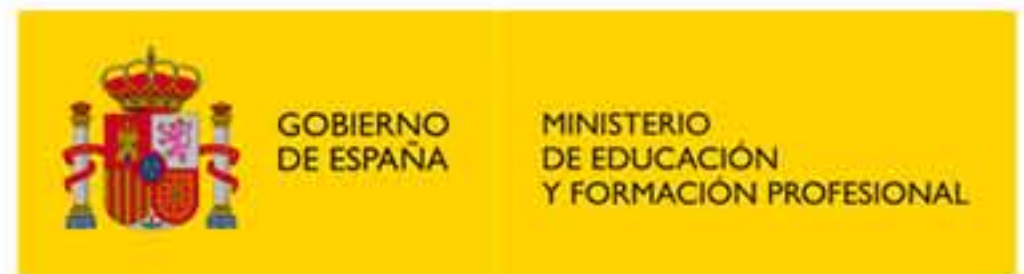 GOBIERNO
DE ESPAÑA
MINISTERIO
DE EDUCACIÓN
Y FORMACIÓN PROFESIONAL